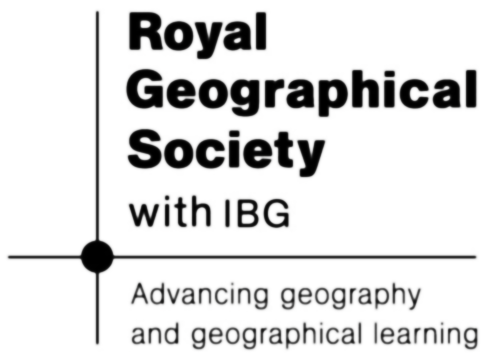 Royal
Geographical
Society
with IBG
Advancing geography
and geographical learning